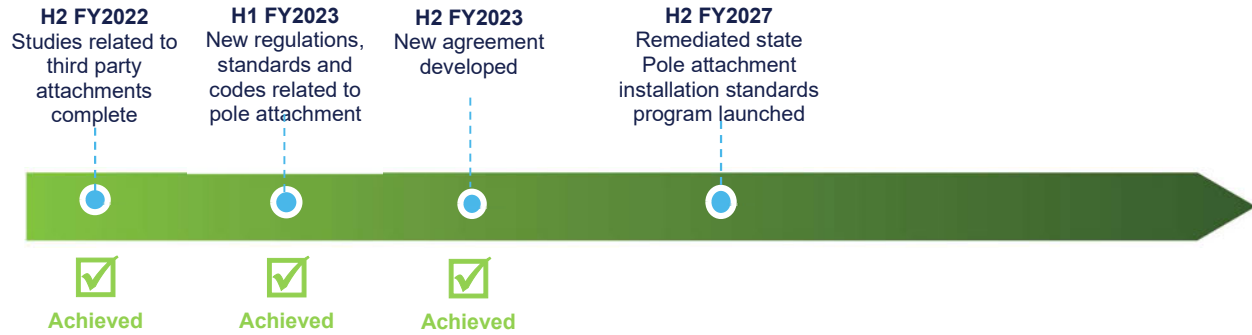 H2 FY2022
Studies related to
third party
attachments
complete
H1 FY2023
New regulations,
standards and
codes related to
pole attachment
H2 FY2023
New agreement
developed
H2 FY2027
Remediated state
Pole attachment
installation standards
program launched
Achieved
Achieved
Achieved